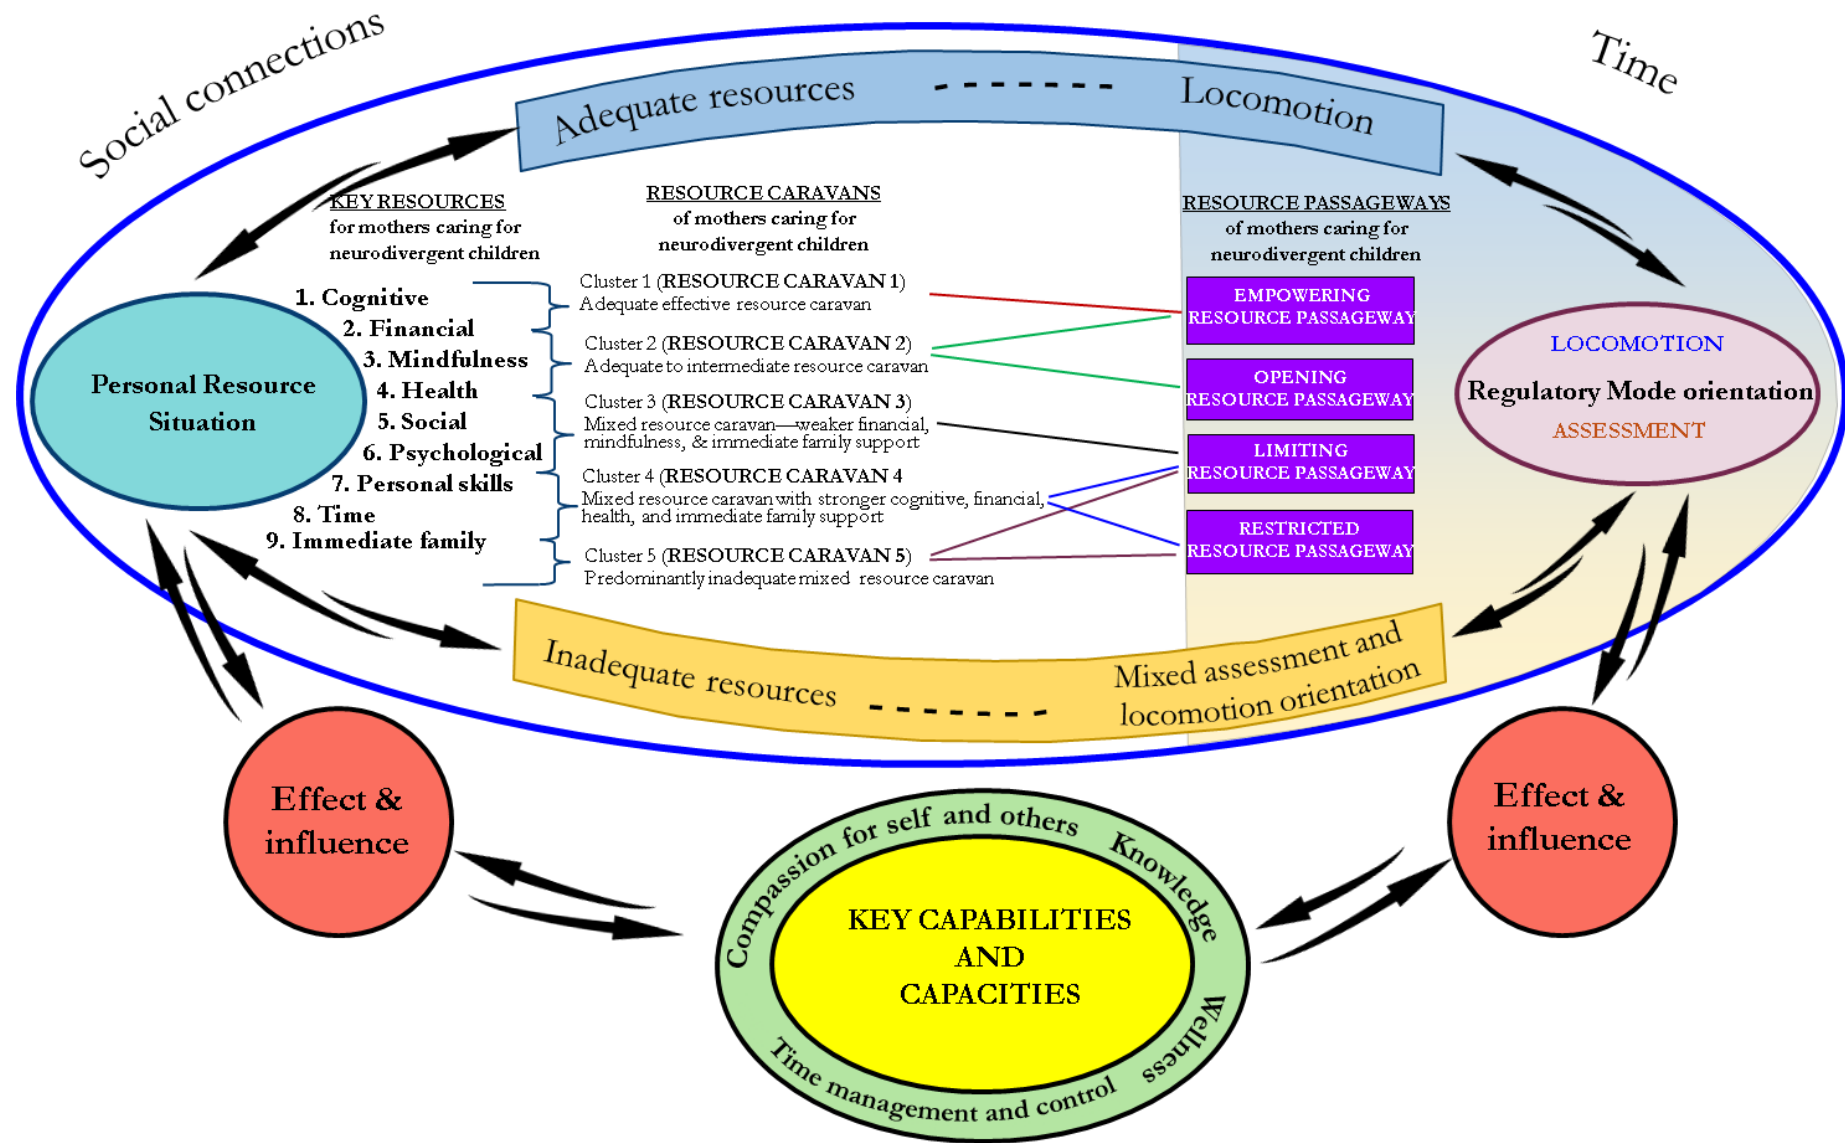 Social connections
Time
Adequate resources
Locomotion
KEY RESOURCES
for mothers caring for
neurodivergent children
RESOURCE CARAVANS
of mothers caring for
neurodivergent children
RESOURCE PASSAGEWAYS
of mothers caring for
neurodivergent children
Personal Resource
Situation
1. Cognitive
2. Financial
3. Mindfulness
4. Health
5. Social
6. Psychological
7. Personal skills
8. Time
9. Immediate family
Cluster 1 (RESOURCE CARAVAN 1)
Adequate effective resource caravan
Cluster 2 (RESOURCE CARAVAN 2)
Adequate to intermediate resource caravan
Cluster 3 (RESOURCE CARAVAN 3)
Mixed resource caravan—weaker financial,
mindfulness, & immediate family support
Cluster 4 (RESOURCE CARAVAN 4
Mixed resource caravan with stronger cognitive, financial,
health, and immediate family support
Cluster 5 (RESOURCE CARAVAN 5)
Predominantly inadequate mixed resource caravan
EMPOWERING
RESOURCE PASSAGEWAY
OPENING
RESOURCE PASSAGEWAY
LIMITING
RESOURCE PASSAGEWAY
RESTRICTED
RESOURCE PASSAGEWAY
LOCOMOTION
Regulatory Mode orientation
ASSESSMENT
Inadequate resources
Mixed assessment and
locomotion orientation
Effect &
influence
Effect &
influence
Compassion for self and others
Knowledge
Wellness
Time management and control
KEY CAPABILITIES
AND
CAPACITIES